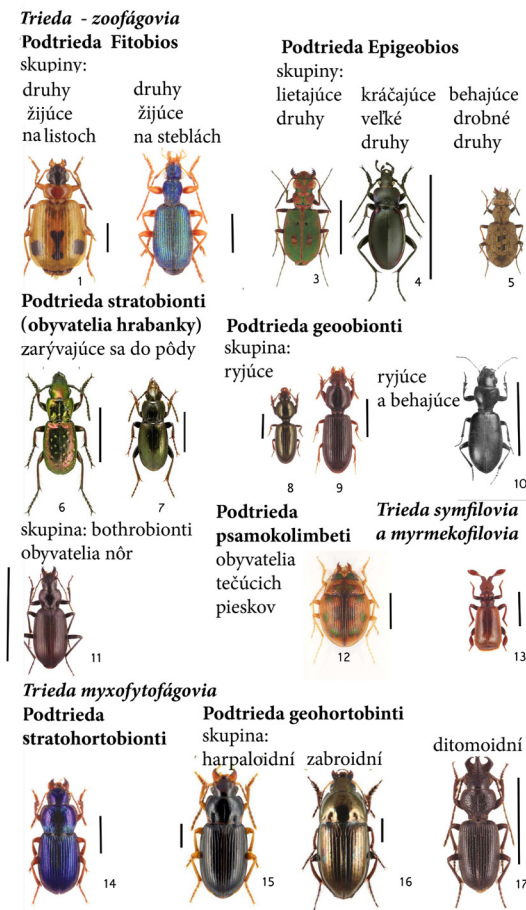 Trieda - zoofágovia
Podtrieda Fitobios
skupiny:
druhy
žijúce
na listoch
druhy
žijúce
na steblách
Podtrieda Epigeobios
skupiny:
lietajúce
druhy
kráčajúce
veľké
druhy
behajúce
drobné
druhy
1
2
3
4
5
Podtrieda stratobionti
(obyvatelia hrabanky)
zarývajúce sa do pôdy
Podtrieda geoobionti
skupina:
ryjúce
ryjúce
a behajúce
6
7
8
9
10
skupina: bothrobionti
obyvatelia nôr
11
Podtrieda
psamokolimbeti
obyvatelia
tečúcich
pieskov
12
Trieda symfilovia
a myrmekofilovia
13
Trieda myxofytofágovia
Podtrieda
stratohortobionti
Podtrieda geohortobinti
skupina:
harpaloidní
zabroidní
ditomoidní
14
15
16
17